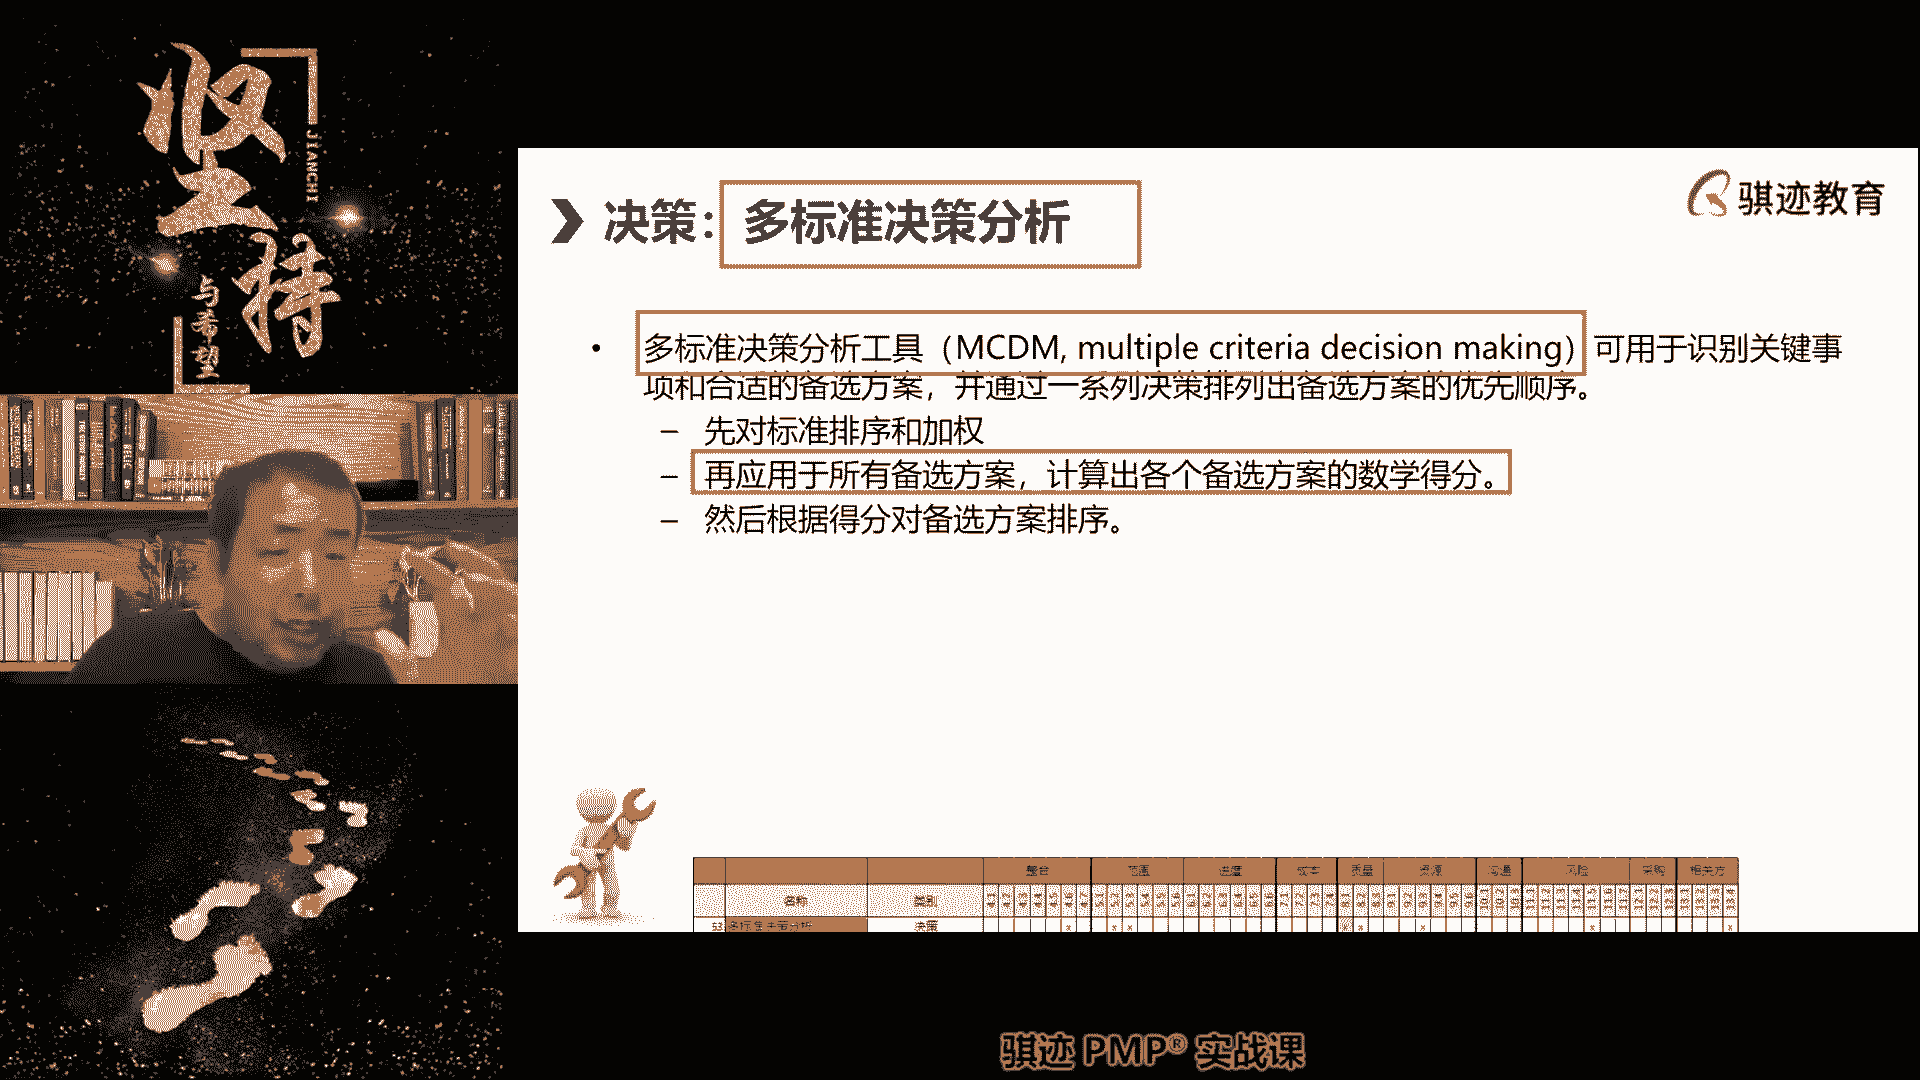 坚持
JIANCHI
与希望
决策：多标准决策分析
骐迹教育
• 多标准决策分析工具（MCDM, multiple criteria decision making）可用于识别关键事
项和合适的备选方案，并通过一系列决策排列出备选方案的优先顺序。
– 先对标准排序和加权
– 再应用于所有备选方案，计算出各个备选方案的数学得分。
– 然后根据得分对备选方案排序。
整合 范围 进度 成本 质量 资源 沟通 风险 采购 相关方
名称 类别
53 多标准决策分析 决策
骐迹 PMP® 实战课